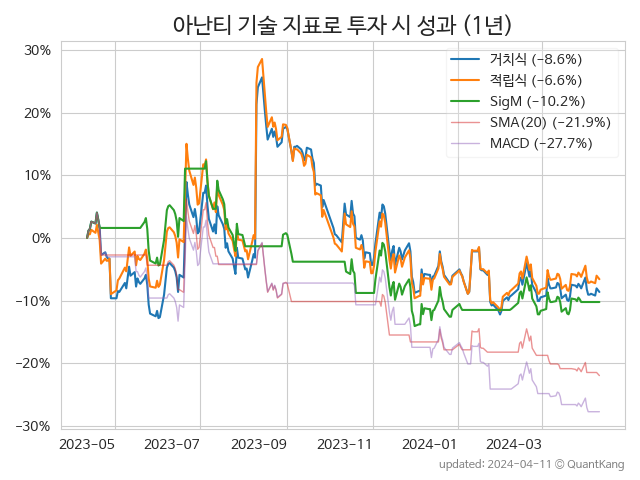 아난티 기술 지표로 투자 시 성과 (1년)
30%
20%
10%
0%
−10%
−20%
−30%
거치식 (−8.6%)
적립식 (−6.6%)
SigM (−10.2%)
SMA(20) (−21.9%)
MACD (−27.7%)
2023−05
2023−07
2023−09
2023−11
2024−01
2024−03
updated: 2024−04−11 © QuantKang